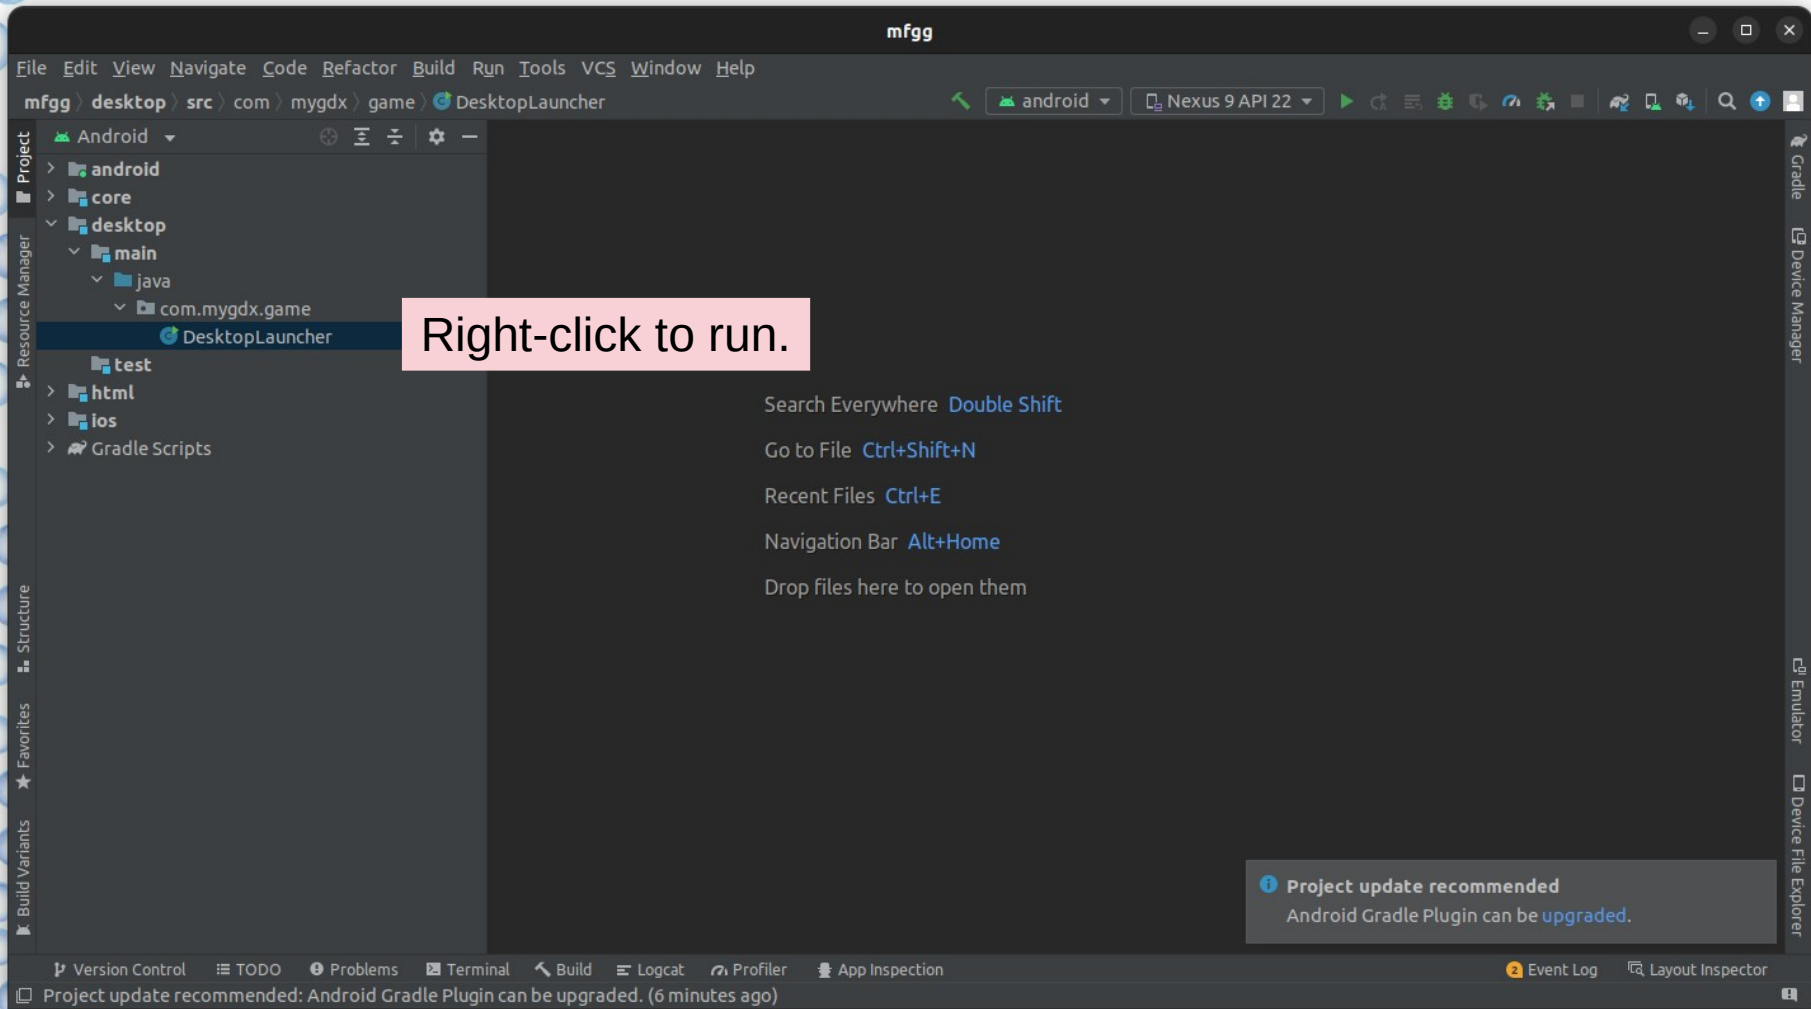 mfgg
File Edit View Navigate Code Refactor Build Run Tools VCS Window Help
mfgg desktop src com mygdx game DesktopLauncher
android
Nexus 9 API 22
Project
Resource Manager
Structure
Favorites
Build Variants
Android
android
core
desktop
main
java
com.mygdx.game
DesktopLauncher
test
html
ios
Gradle Scripts
Right-click to run.
Search Everywhere Double Shift
Go to File Ctrl+Shift+N
Recent Files Ctrl+E
Navigation Bar Alt+Home
Drop files here to open them
Gradle
Device Manager
Emulator
Device File Explorer
Project update recommended
Android Gradle Plugin can be upgraded.
Version Control TODO Problems Terminal Build Logcat Profiler App Inspection 2 Event Log Layout Inspector
Project update recommended: Android Gradle Plugin can be upgraded. (6 minutes ago)